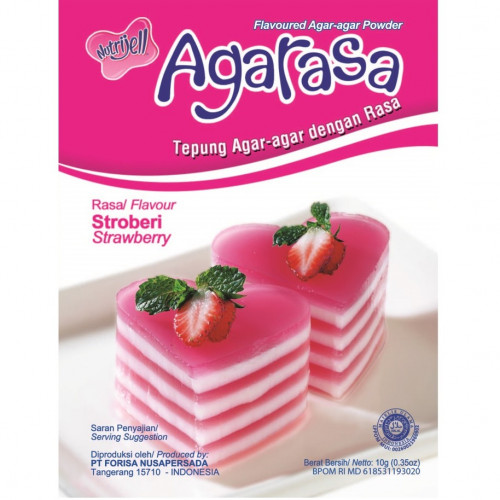 Flavoured Agar-agar Powder
Nutrijell
Agarasa
Tepung Agar-agar dengan Rasa
Rasa/ Flavour
Stroberi
Strawberry
Saran Penyajian/
Serving Suggestion
Diproduksi oleh/ Produced by:
PT FORISA NUSAPERSADA
Tangerang 15710 - INDONESIA
Berat Bersih/ Netto: 10g (0.35oz)
BPOM RI MD 618531193020